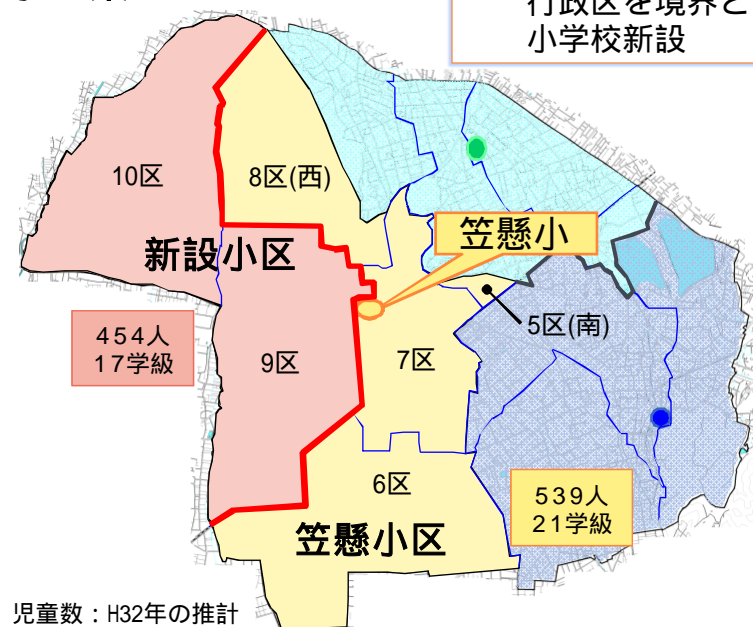 行政区を境界と
小学校新設
10区
8区(西)
笠懸小
新設小区
5区(南)
454人
17学級
9区
7区
6区
539人
21学級
笠懸小区
児童数：H32年の推計